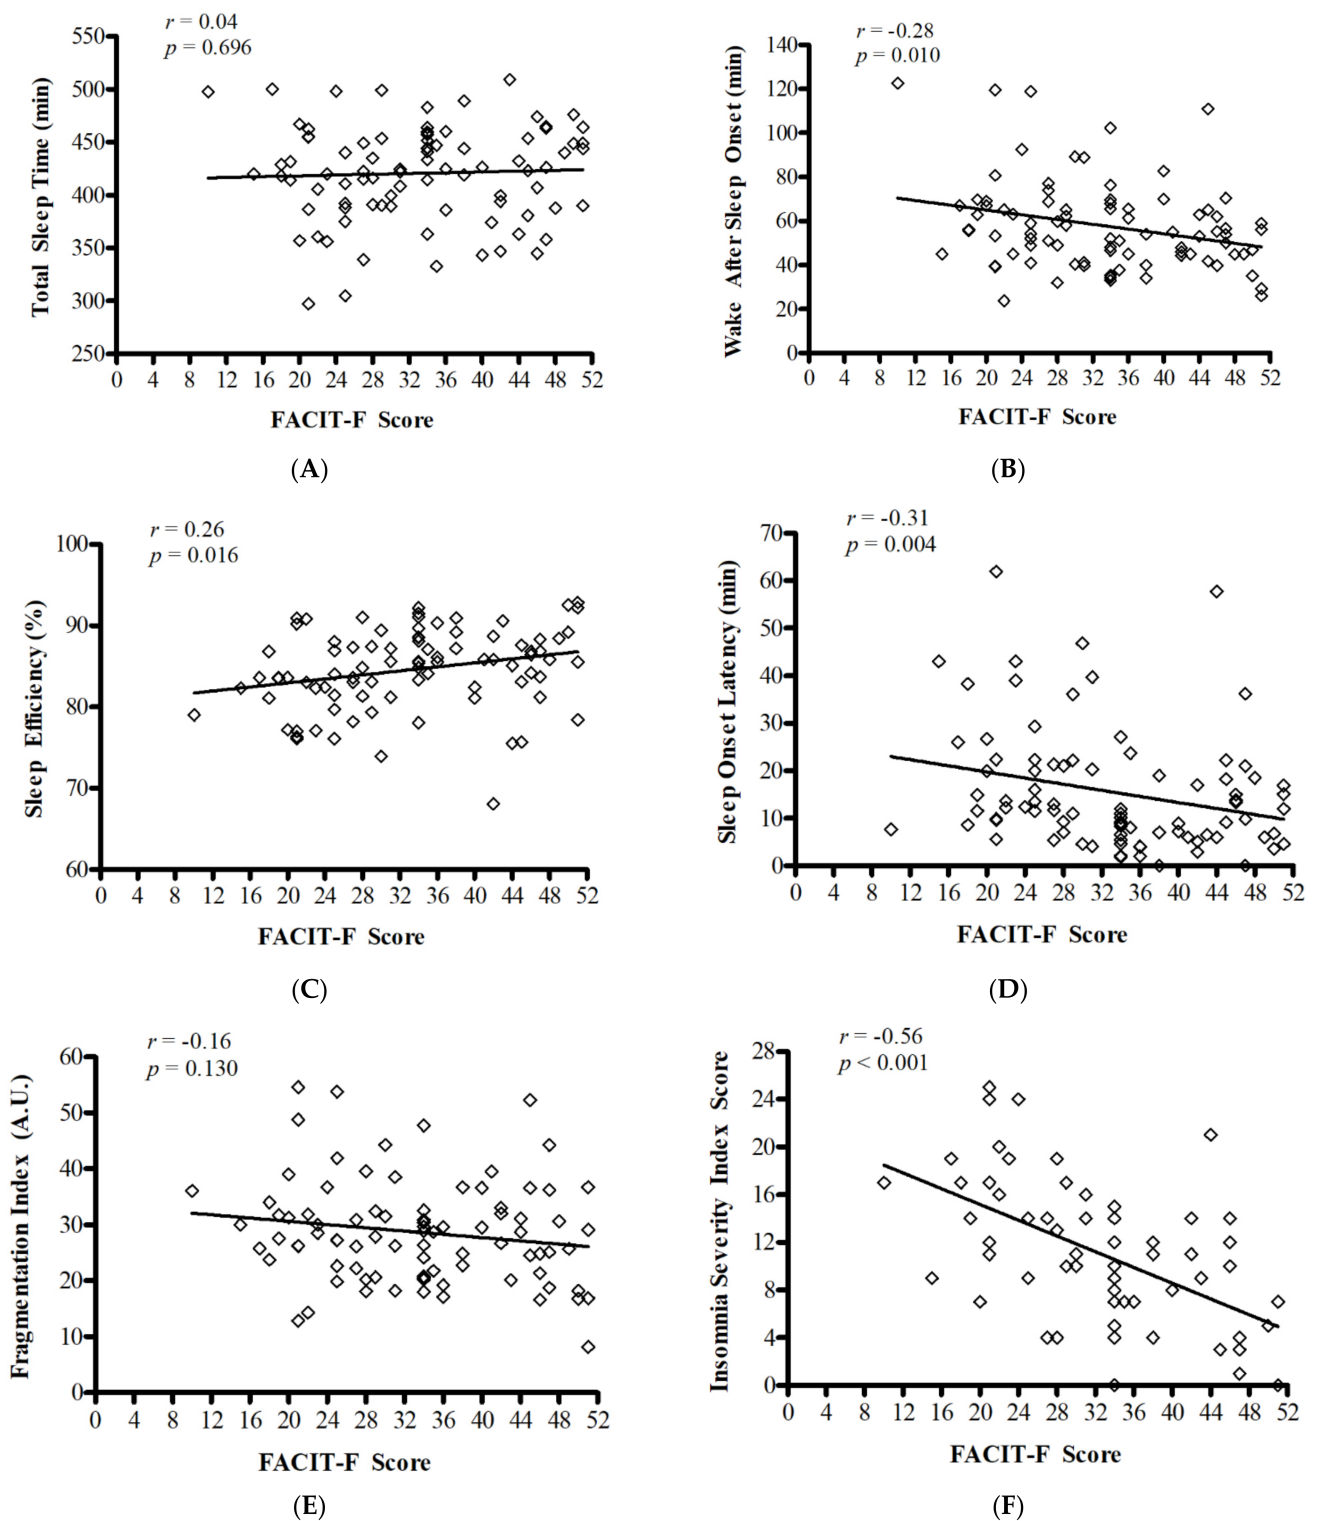 r = 0.04
p = 0.696
550
500
450
400
350
300
250
Total Sleep Time (min)
0 4 8 12 16 20 24 28 32 36 40 44 48 52
FACIT-F Score
(A)
r = -0.28
p = 0.010
140
120
100
80
60
40
20
0
Wake After Sleep Onset (min)
0 4 8 12 16 20 24 28 32 36 40 44 48 52
FACIT-F Score
(B)
r = 0.26
p = 0.016
100
90
80
70
60
Sleep Efficiency (%)
0 4 8 12 16 20 24 28 32 36 40 44 48 52
FACIT-F Score
(C)
r = -0.31
p = 0.004
70
60
50
40
30
20
10
0
Sleep Onset Latency (min)
0 4 8 12 16 20 24 28 32 36 40 44 48 52
FACIT-F Score
(D)
r = -0.16
p = 0.130
60
50
40
30
20
10
0
Fragmentation Index (A.U.)
0 4 8 12 16 20 24 28 32 36 40 44 48 52
FACIT-F Score
(E)
r = -0.56
p < 0.001
28
24
20
16
12
8
4
0
Insomnia Severity Index Score
0 4 8 12 16 20 24 28 32 36 40 44 48 52
FACIT-F Score
(F)